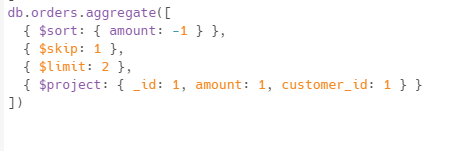 db.orders.aggregate([
  { $sort: { amount: -1 } },
  { $skip: 1 },
  { $limit: 2 },
  { $project: { _id: 1, amount: 1, customer_id: 1 } }
])